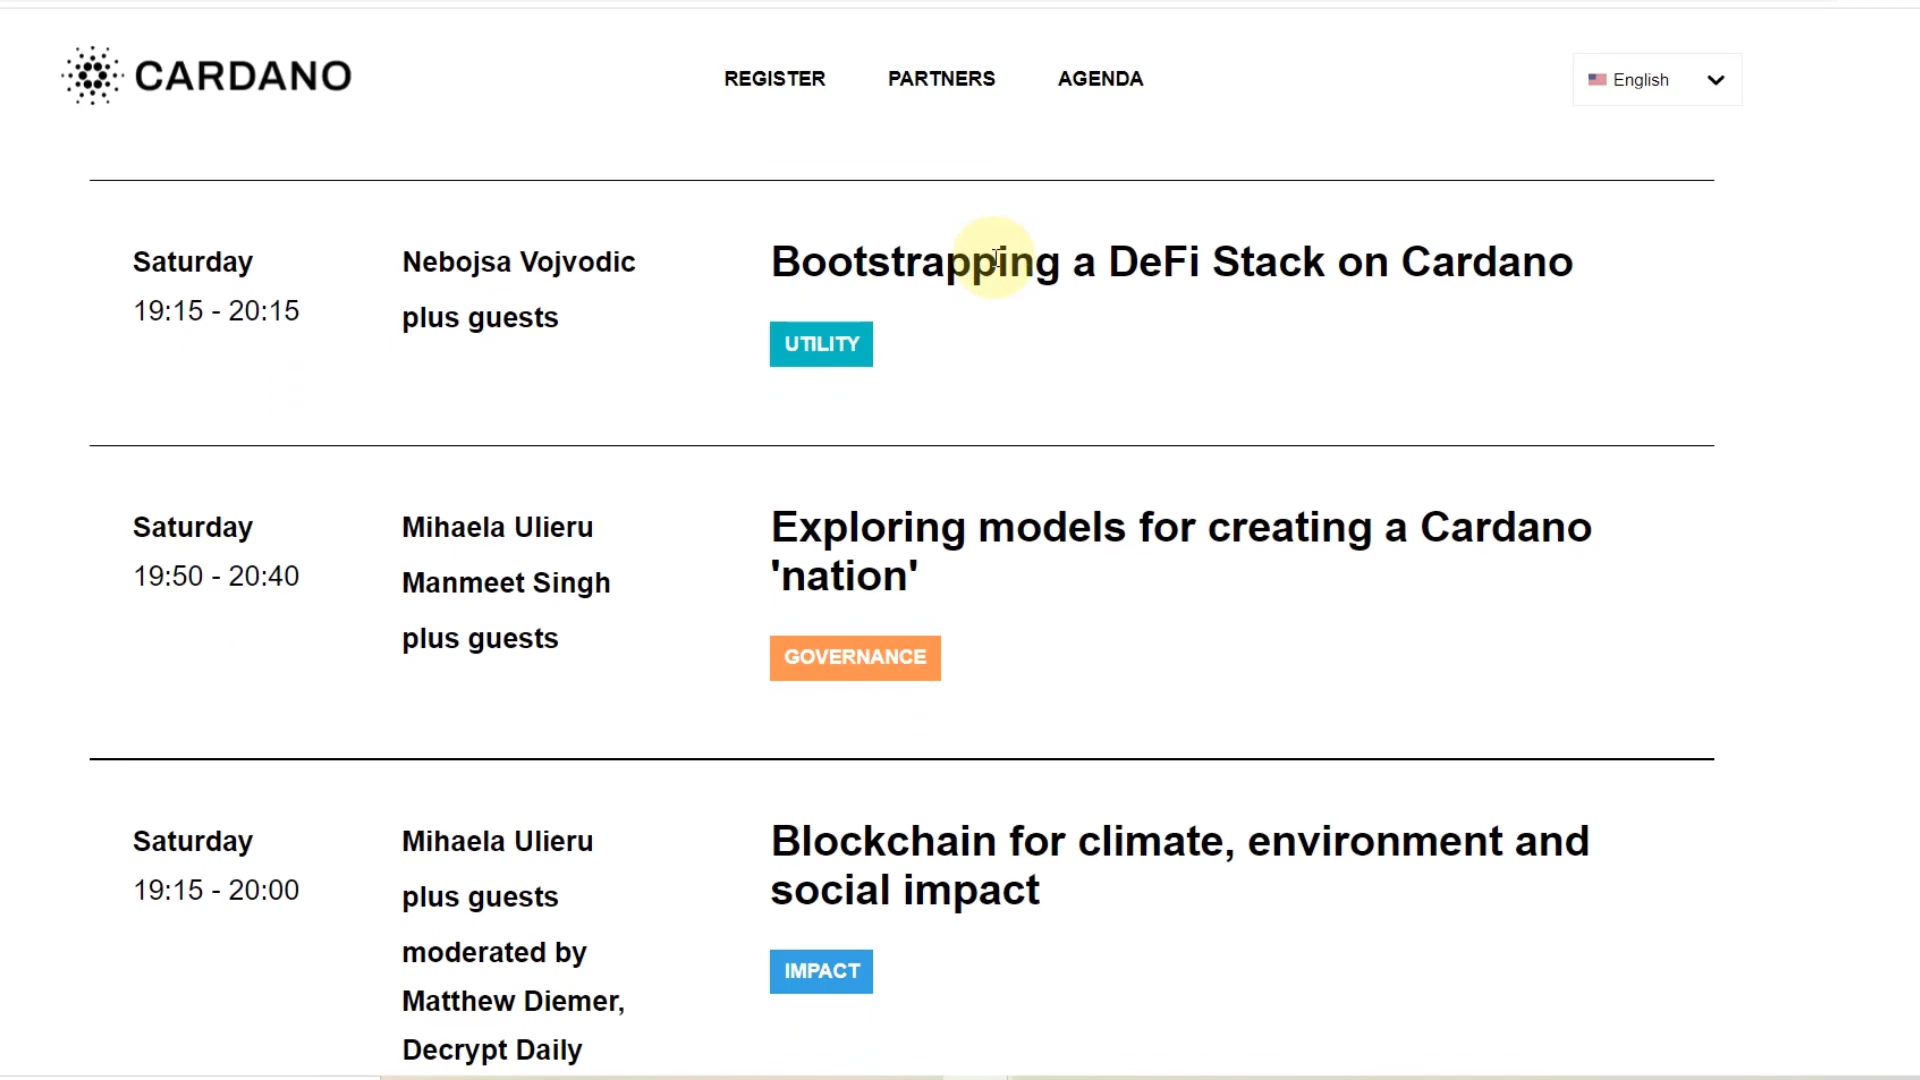 CARDANO
REGISTER
PARTNERS
AGENDA
English
Saturday
19:15 - 20:15
Nebojsa Vojvodic
plus guests
Bootstrapping a DeFi Stack on Cardano
UTILITY
Saturday
19:50 - 20:40
Mihaela Ulieru
Manmeet Singh
plus guests
Exploring models for creating a Cardano
'nation'
GOVERNANCE
Saturday
19:15 - 20:00
Mihaela Ulieru
plus guests
moderated by
Matthew Diemer,
Decrypt Daily
Blockchain for climate, environment and
social impact
IMPACT